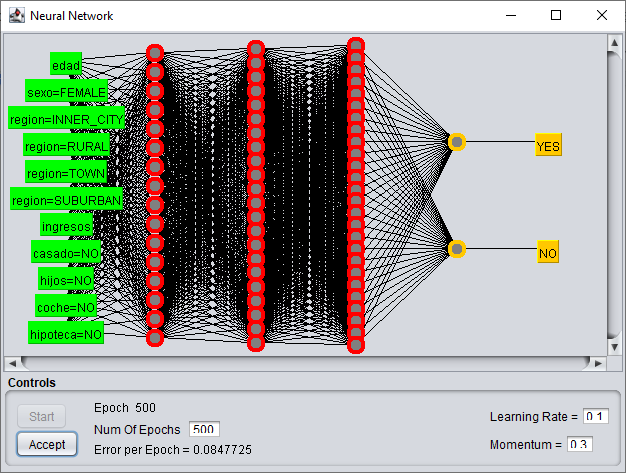 Neural Network
edad
sexo=FEMALE
region=INNER_CITY
region=RURAL
region=TOWN
region=SUBURBAN
ingresos
casado=NO
hijos=NO
coche=NO
hipoteca=NO
YES
NO
Controls
Start
Accept
Epoch 500
Num Of Epochs 500
Error per Epoch = 0.0847725
Learning Rate = 0.1
Momentum = 0.3